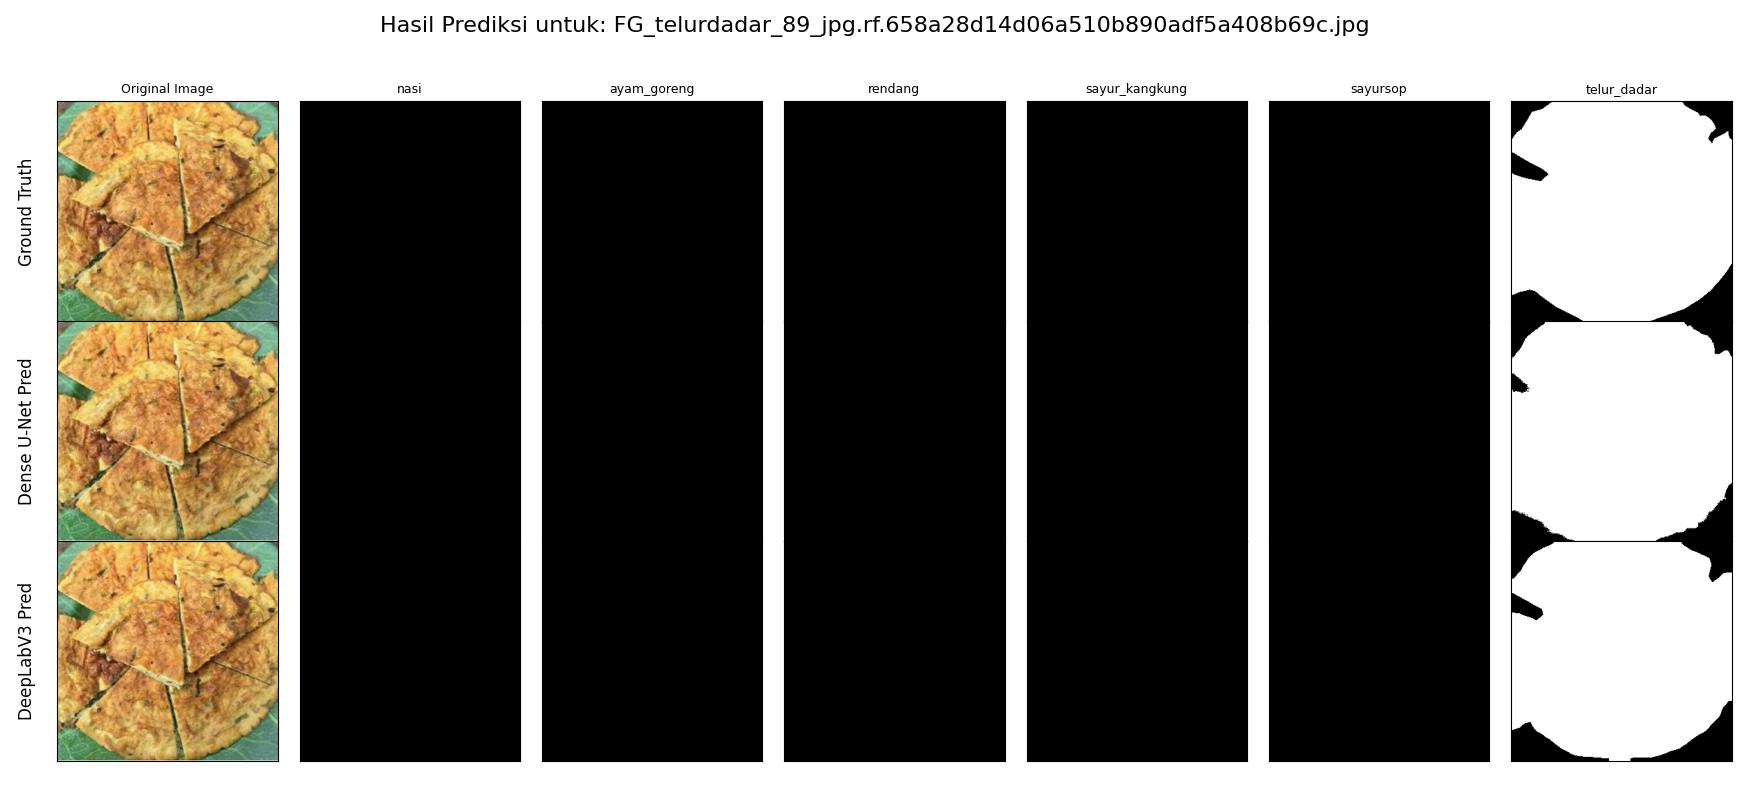 Hasil Prediksi untuk: FG_telurdadar_89_jpg.rf.658a28d14d06a510b890adf5a408b69c.jpg
Original Image nasi ayam_goreng rendang sayur_kangkung sayursop telur_dadar
Ground Truth
Dense U-Net Pred
DeepLabV3 Pred